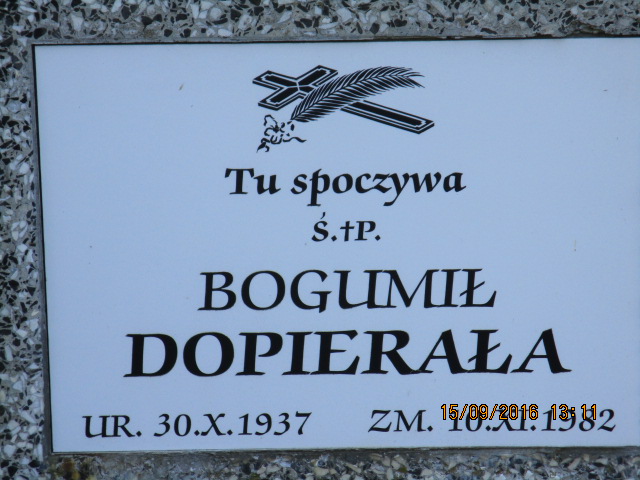 Tu spoczywa
Ś.†P.
BOGUMIŁ
DOPIERAŁA
UR. 30.X.1937 ZM. 10.XI.1982
15/09/2016 13:11